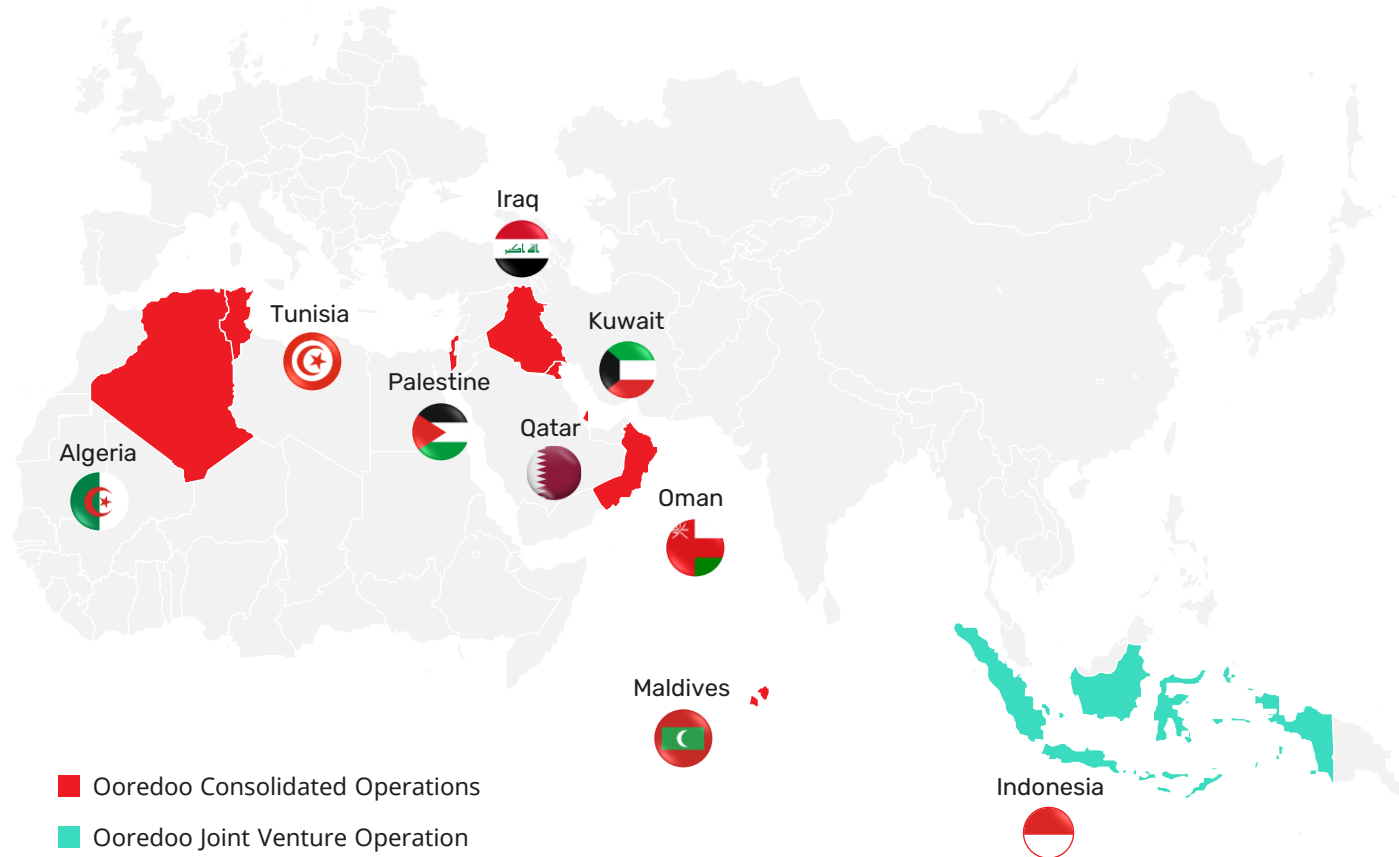 Iraq
Tunisia
Kuwait
Palestine
Qatar
Algeria
Oman
Maldives
Indonesia
Ooredoo Consolidated Operations
Ooredoo Joint Venture Operation